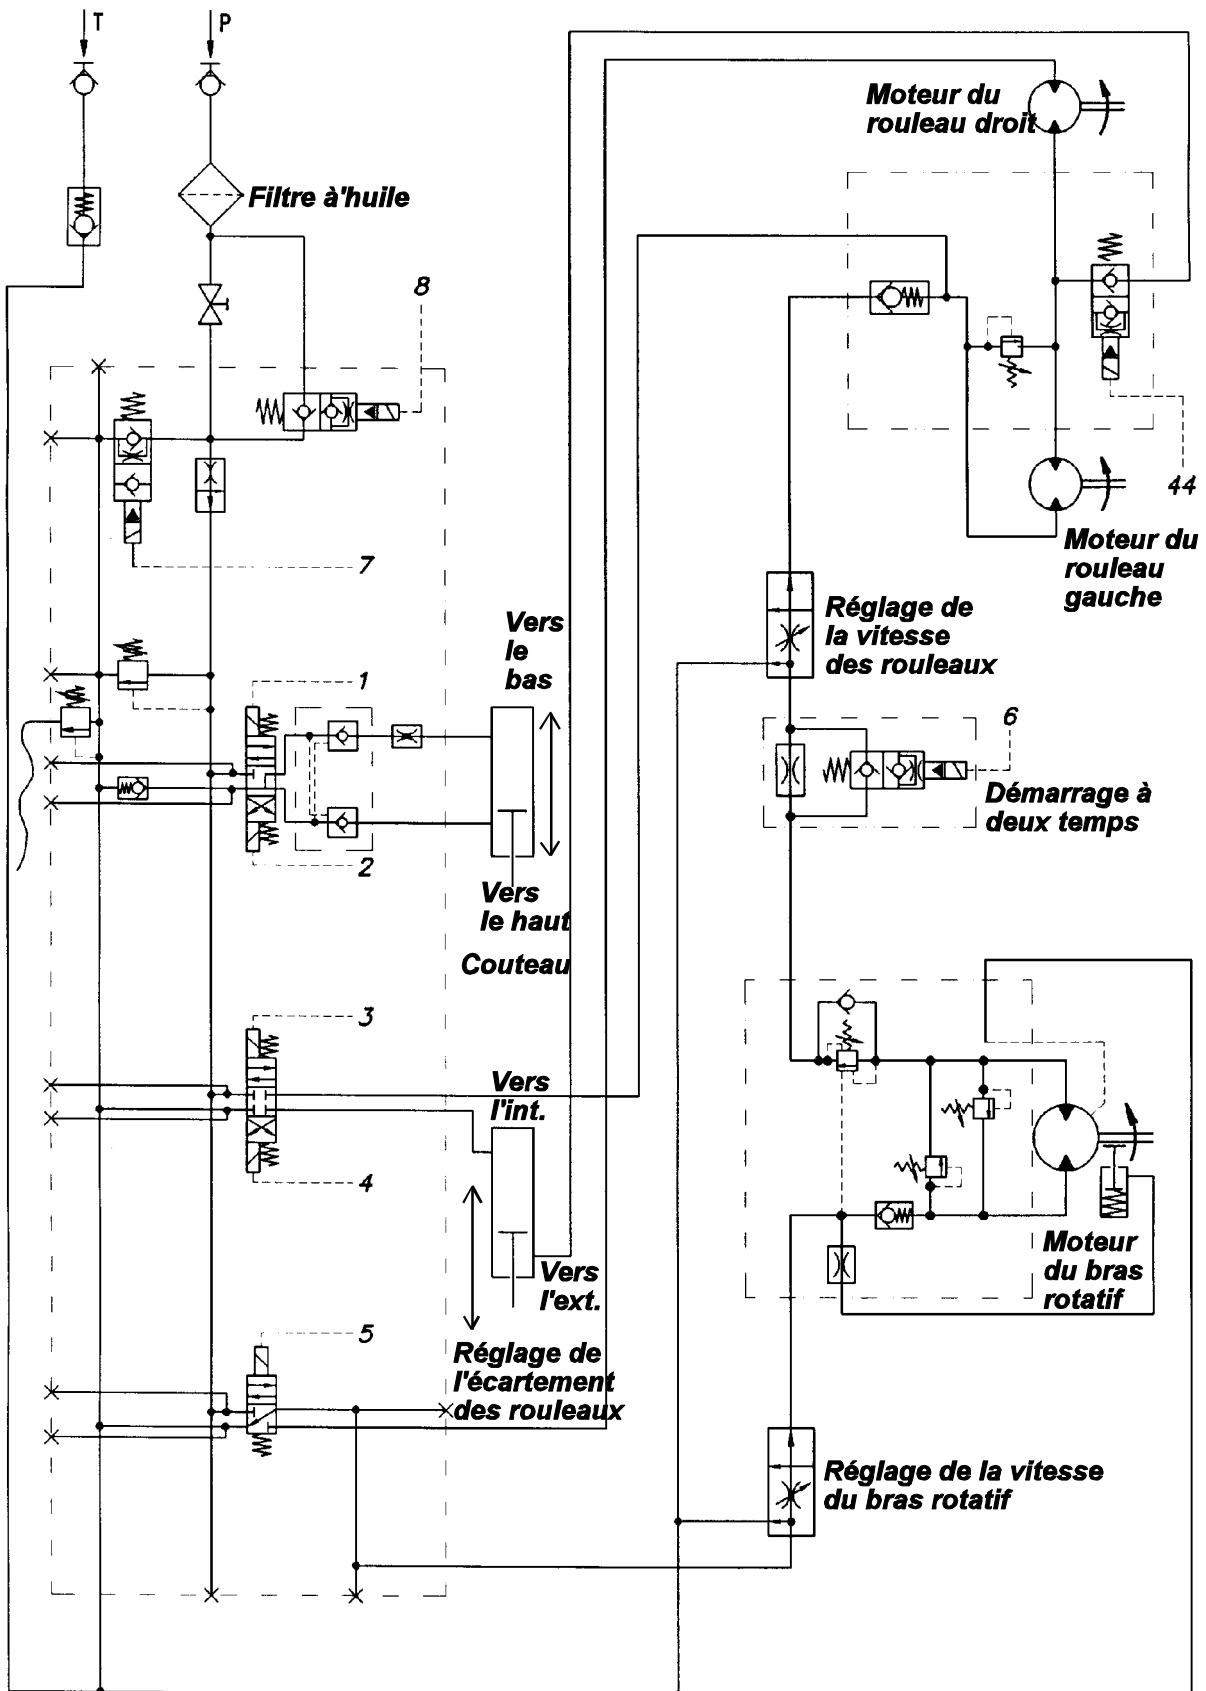 T
P
Moteur du
rouleau droit
Filtre à'huile
8
44
7
Moteur du
rouleau
gauche
Réglage de
la vitesse
des rouleaux
Vers
le
bas
1
6
Démarrage à
deux temps
2
Vers
le haut
Couteau
3
Vers
l'int.
4
Moteur
du bras
rotatif
Vers
l'ext.
5
Réglage de
l'écartement
des rouleaux
Réglage de la vitesse
du bras rotatif